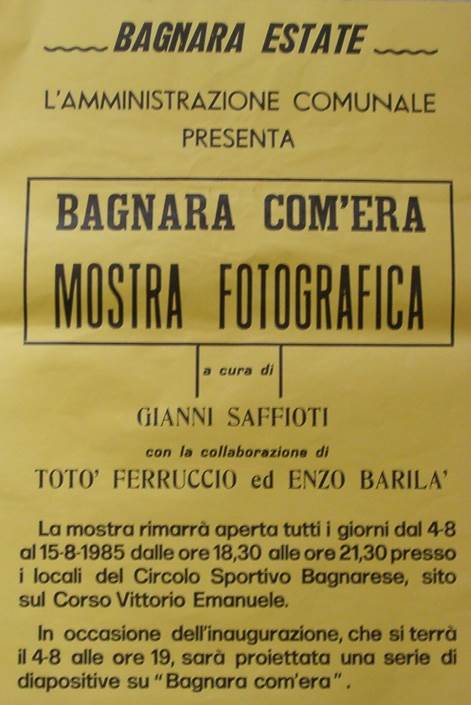 BAGNARA ESTATE
L'AMMINISTRAZIONE COMUNALE
PRESENTA
BAGNARA COM'ERA
MOSTRA FOTOGRAFICA
a cura di
GIANNI SAFFIOTI
con la collaborazione di
TOTO' FERRUCCIO ed ENZO BARILA'
La mostra rimarrà aperta tutti i giorni dal 4-8
al 15-8-1985 dalle ore 18,30 alle ore 21,30 presso
i locali del Circolo Sportivo Bagnarese, sito
sul Corso Vittorio Emanuele.
In occasione dell'inaugurazione, che si terrà
il 4-8 alle ore 19, sarà proiettata una serie di
diapositive su "Bagnara com'era".